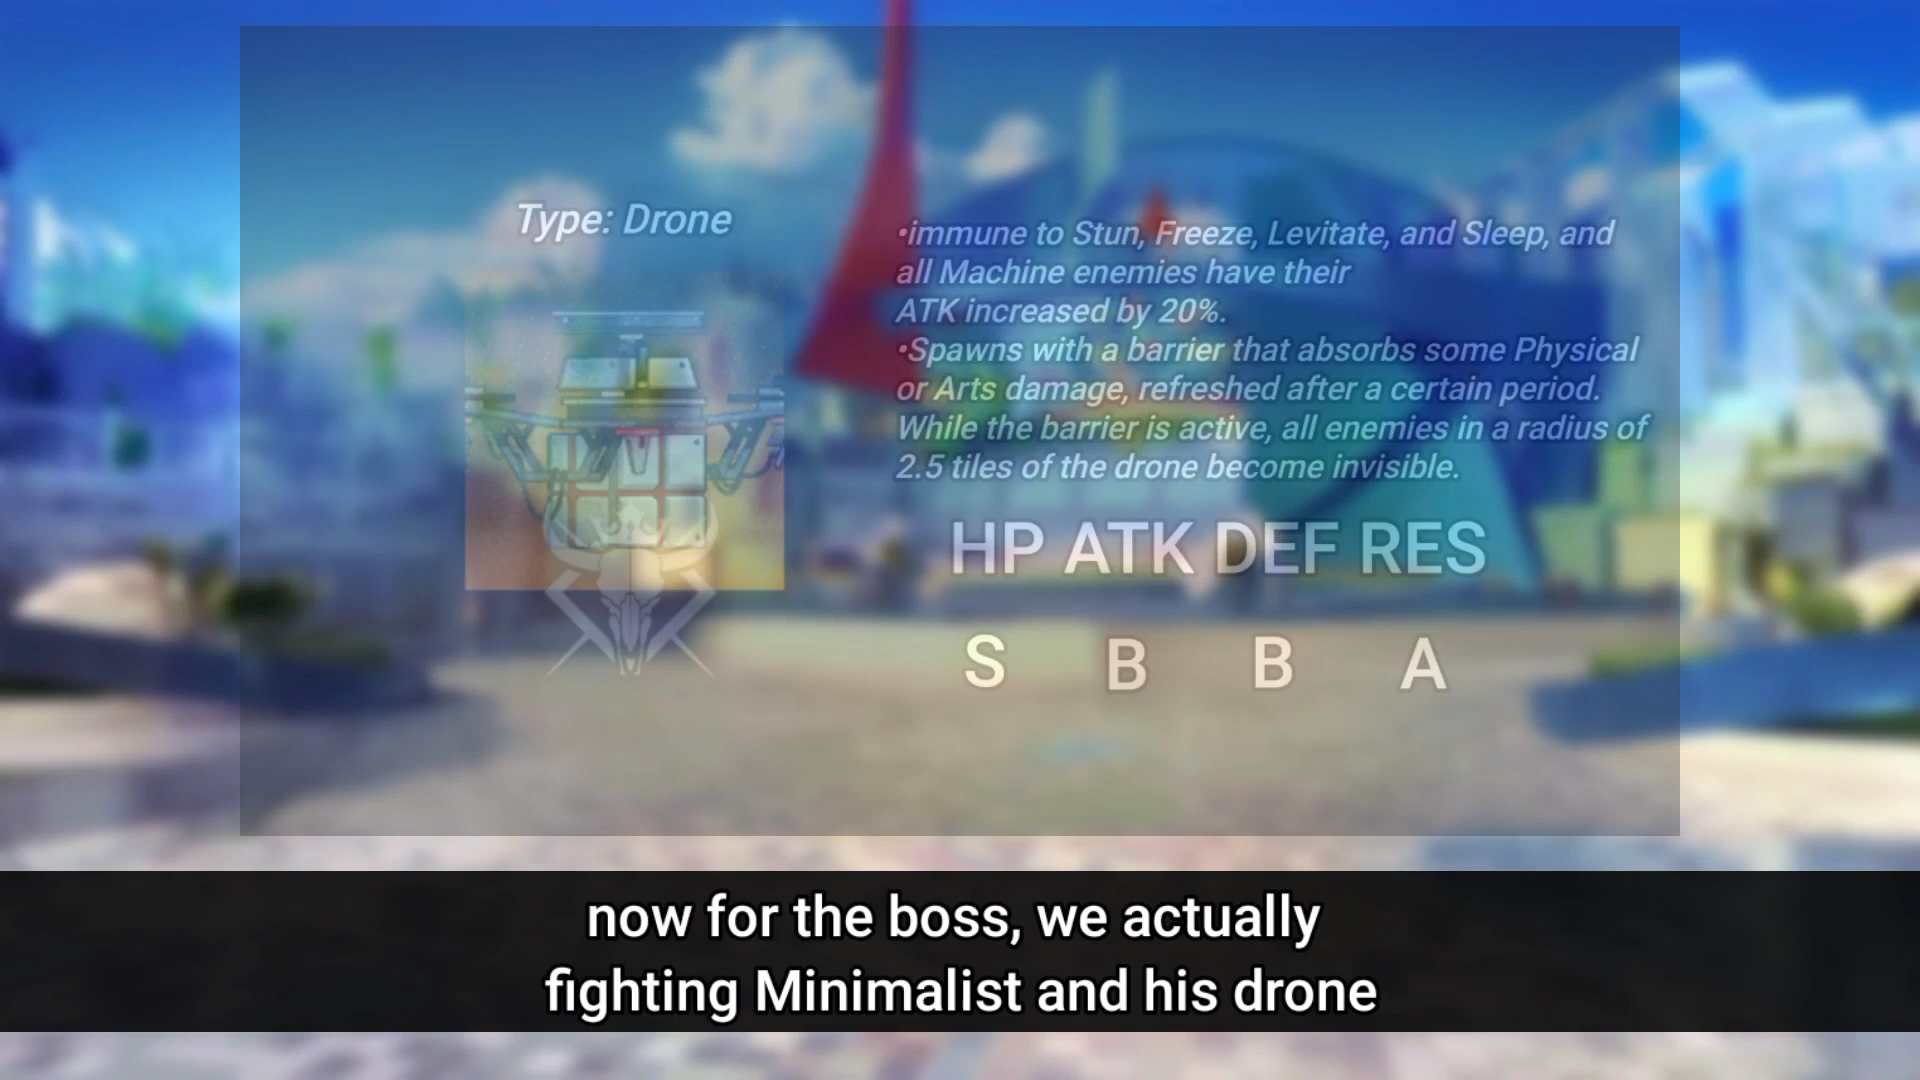 Type: Drone
•immune to Stun, Freeze, Levitate, and Sleep, and
all Machine enemies have their
ATK increased by 20%.
•Spawns with a barrier that absorbs some Physical
or Arts damage, refreshed after a certain period.
While the barrier is active, all enemies in a radius of
2.5 tiles of the drone become invisible.
HP ATK DEF RES
S B B A
now for the boss, we actually
fighting Minimalist and his drone